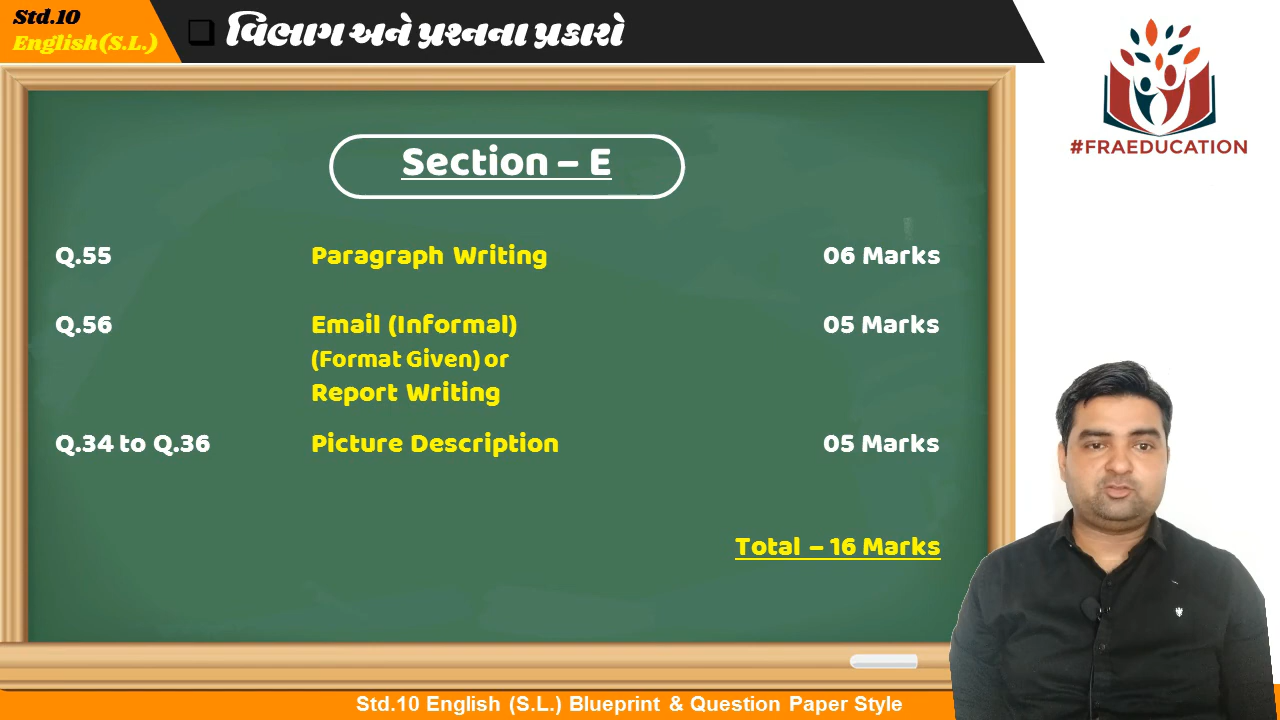 Std.10
English(S.L.)
❑ વિભાગ અને પ્રશ્નના પ્રકારો
#FRAEDUCATION
Section – E
Q.55 Paragraph Writing 06 Marks
Q.56 Email (Informal) 05 Marks
(Format Given) or
Report Writing
Q.34 to Q.36 Picture Description 05 Marks
Total – 16 Marks
Std.10 English (S.L.) Blueprint & Question Paper Style